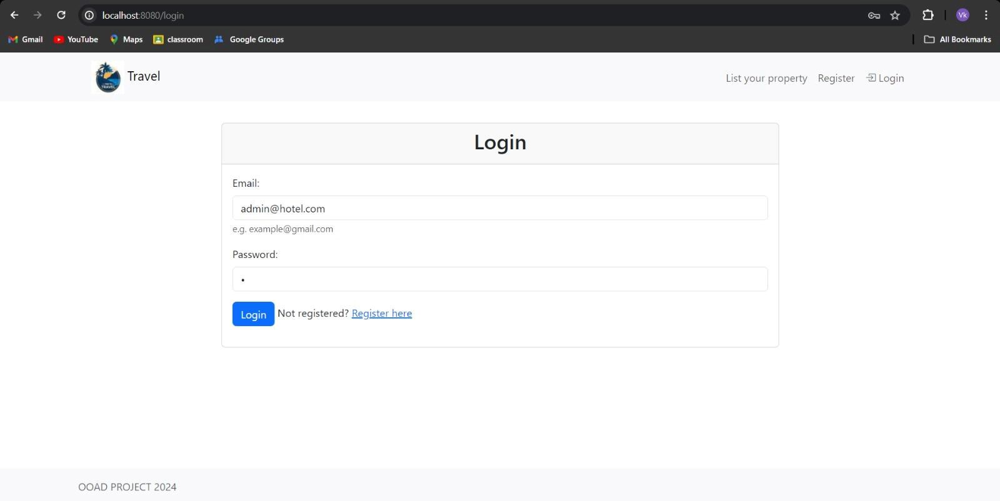 localhost:8080/login
Vk
Gmail YouTube Maps classroom Google Groups All Bookmarks
TRAVEL
Travel List your property Register Login
Login
Email:
admin@hotel.com
e.g. example@gmail.com
Password:
•
Login Not registered? Register here
OOAD PROJECT 2024